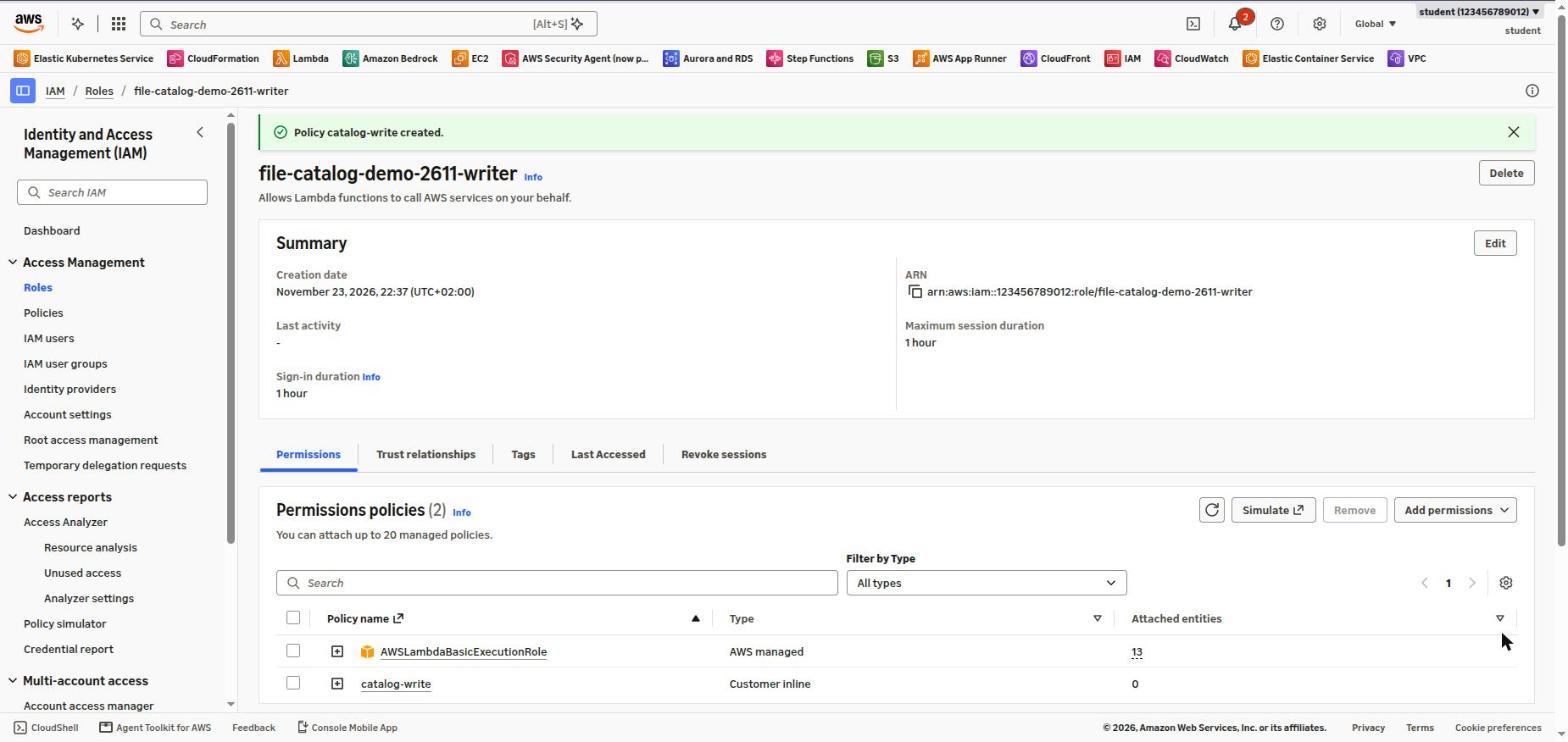 aws
Search [Alt+S]
2
Global
student (123456789012)
student
Elastic Kubernetes Service CloudFormation Lambda Amazon Bedrock EC2 AWS Security Agent (now p... Aurora and RDS Step Functions S3 AWS App Runner CloudFront IAM CloudWatch Elastic Container Service VPC
IAM / Roles / file-catalog-demo-2611-writer
Identity and Access
Management (IAM)
Search IAM
Dashboard
Access Management
Roles
Policies
IAM users
IAM user groups
Identity providers
Account settings
Root access management
Temporary delegation requests
Access reports
Access Analyzer
Resource analysis
Unused access
Analyzer settings
Policy simulator
Credential report
Multi-account access
Account access manager
Policy catalog-write created.
file-catalog-demo-2611-writer Info
Delete
Allows Lambda functions to call AWS services on your behalf.
Summary
Edit
Creation date
November 23, 2026, 22:37 (UTC+02:00)
Last activity
-
Sign-in duration Info
1 hour
ARN
arn:aws:iam::123456789012:role/file-catalog-demo-2611-writer
Maximum session duration
1 hour
Permissions Trust relationships Tags Last Accessed Revoke sessions
Permissions policies (2) Info
Simulate Remove Add permissions
You can attach up to 20 managed policies.
Filter by Type
Search All types 1
Policy name Type Attached entities
AWSLambdaBasicExecutionRole AWS managed 13
catalog-write Customer inline 0
CloudShell Agent Toolkit for AWS Feedback Console Mobile App © 2026, Amazon Web Services, Inc. or its affiliates. Privacy Terms Cookie preferences